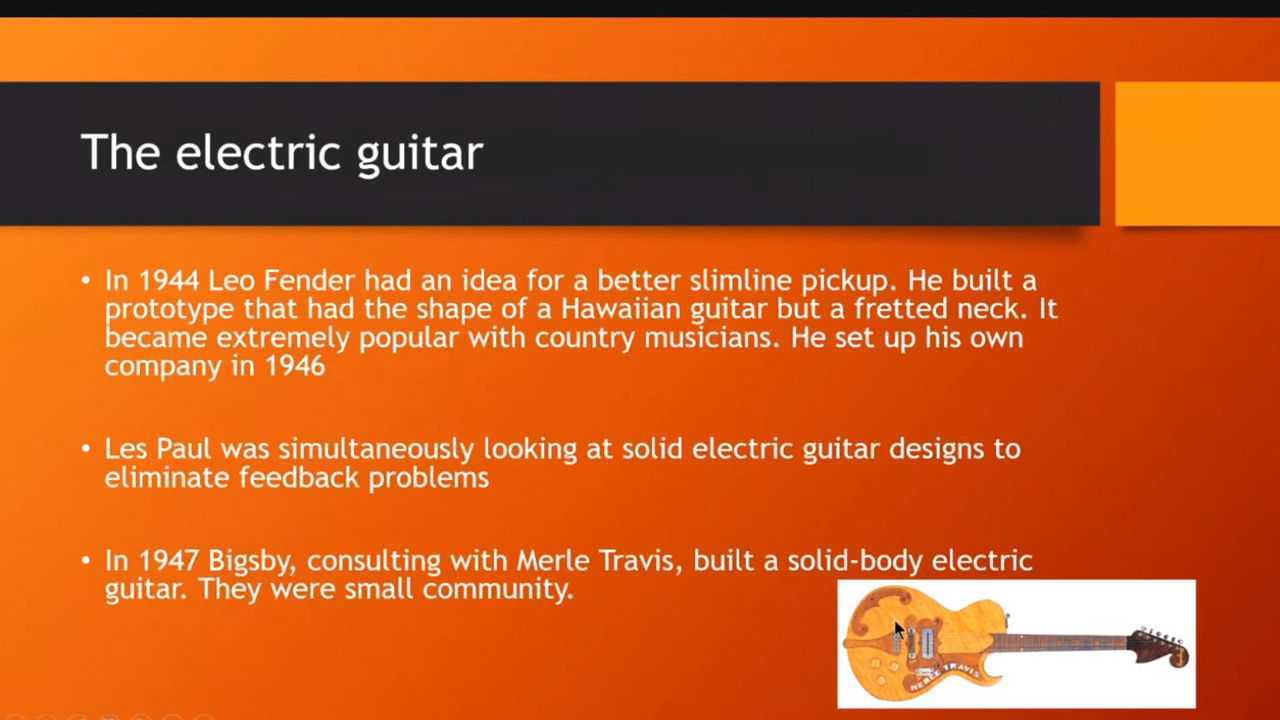 The electric guitar
• In 1944 Leo Fender had an idea for a better slimline pickup. He built a
prototype that had the shape of a Hawaiian guitar but a fretted neck. It
became extremely popular with country musicians. He set up his own
company in 1946
• Les Paul was simultaneously looking at solid electric guitar designs to
eliminate feedback problems
• In 1947 Bigsby, consulting with Merle Travis, built a solid-body electric
guitar. They were small community.
MERLE TRAVIS